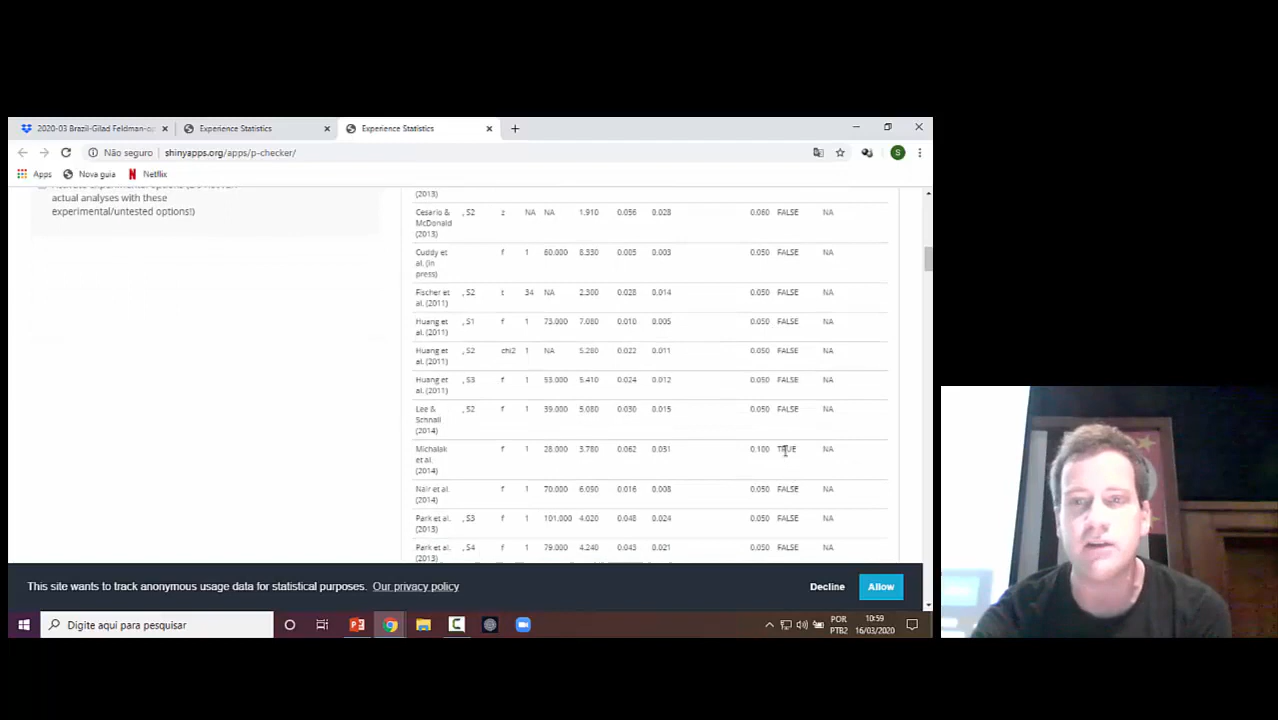 2020-03 Brazil-Gilad Feldman-o
Experience Statistics
Experience Statistics
Não seguro shinyapps.org/apps/p-checker/
Apps Nova guia Netflix
actual analyses with these
experimental/untested options!)
(2013)
Cesario & McDonald (2013) , S2 z NA NA 1.910 0.056 0.028 0.060 FALSE NA
Cuddy et al. (in press) f 1 60.000 8.330 0.005 0.003 0.050 FALSE NA
Fischer et al. (2011) , S2 t 34 NA 2.300 0.028 0.014 0.050 FALSE NA
Huang et al. (2011) , S1 f 1 73.000 7.080 0.010 0.005 0.050 FALSE NA
Huang et al. (2011) , S2 chi2 1 NA 5.280 0.022 0.011 0.050 FALSE NA
Huang et al. (2011) , S3 f 1 53.000 5.410 0.024 0.012 0.050 FALSE NA
Lee & Schnall (2014) , S2 f 1 39.000 5.080 0.030 0.015 0.050 FALSE NA
Michalak et al. (2014) f 1 28.000 3.780 0.062 0.031 0.100 TRUE NA
Nair et al. (2014) f 1 70.000 6.090 0.016 0.008 0.050 FALSE NA
Park et al. (2013) , S3 f 1 101.000 4.020 0.048 0.024 0.050 FALSE NA
Park et al. (2013) , S4 f 1 79.000 4.240 0.043 0.021 0.050 FALSE NA
This site wants to track anonymous usage data for statistical purposes. Our privacy policy
Decline
Allow
Digite aqui para pesquisar
POR
PTB2
10:59
16/03/2020